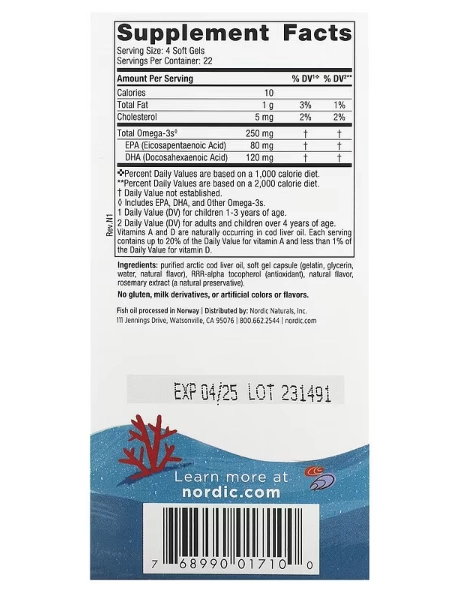 Supplement Facts
Serving Size: 4 Soft Gels
Servings Per Container: 22
Amount Per Serving % DV¹❖ % DV²**
Calories 10
Total Fat 1 g 3% 1%
Cholesterol 5 mg 2% 2%
Total Omega-3s◊ 250 mg † †
EPA (Eicosapentaenoic Acid) 80 mg † †
DHA (Docosahexaenoic Acid) 120 mg † †
❖Percent Daily Values are based on a 1,000 calorie diet.
**Percent Daily Values are based on a 2,000 calorie diet.
† Daily Value not established.
◊ Includes EPA, DHA, and Other Omega-3s.
1 Daily Value (DV) for children 1-3 years of age.
2 Daily Value (DV) for adults and children over 4 years of age.
Vitamins A and D are naturally occurring in cod liver oil. Each serving
contains up to 20% of the Daily Value for vitamin A and less than 1% of
the Daily Value for vitamin D.
Rev.N1
Ingredients: purified arctic cod liver oil, soft gel capsule (gelatin, glycerin,
water, natural flavor), RRR-alpha tocopherol (antioxidant), natural flavor,
rosemary extract (a natural preservative).
No gluten, milk derivatives, or artificial colors or flavors.
Fish oil processed in Norway | Distributed by: Nordic Naturals, Inc.
111 Jennings Drive, Watsonville, CA 95076 | 800.662.2544 | nordic.com
EXP 04/25 LOT 231491
Learn more at
nordic.com
7 68990 01710 0